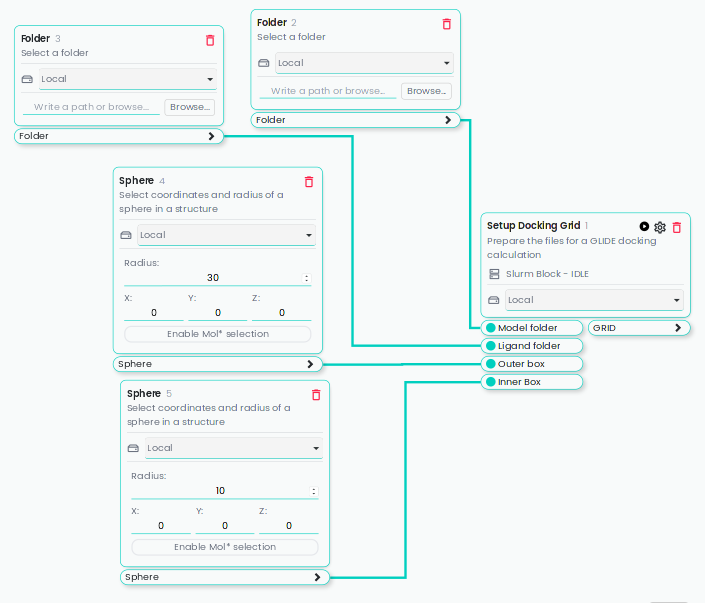 Folder 3
Select a folder
Local
Write a path or browse... Browse...
Folder
Folder 2
Select a folder
Local
Write a path or browse... Browse...
Folder
Sphere 4
Select coordinates and radius of a
sphere in a structure
Local
Radius:
30
X: Y: Z:
0 0 0
Enable Mol* selection
Sphere
Sphere 5
Select coordinates and radius of a
sphere in a structure
Local
Radius:
10
X: Y: Z:
0 0 0
Enable Mol* selection
Sphere
Setup Docking Grid 1
Prepare the files for a GLIDE docking
calculation
Slurm Block - IDLE
Local
Model folder GRID
Ligand folder
Outer box
Inner Box